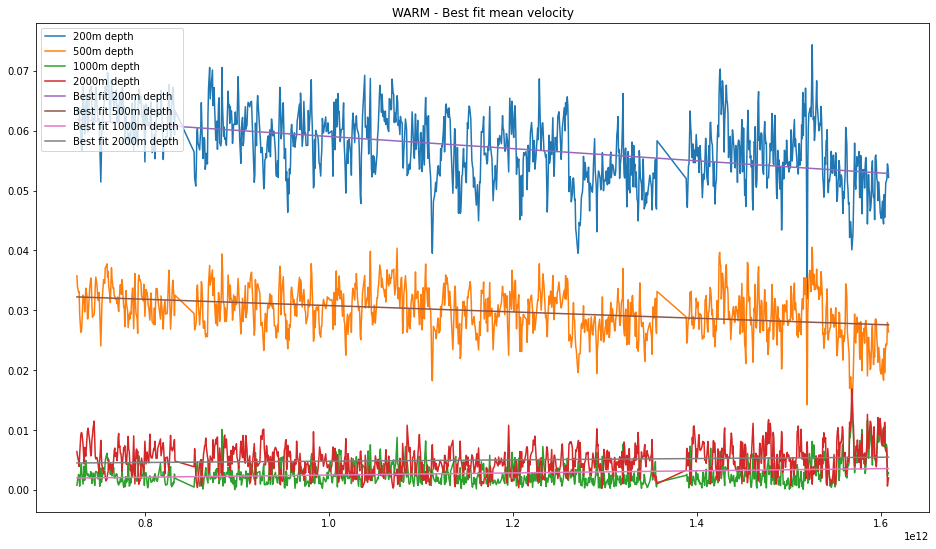 WARM - Best fit mean velocity
200m depth
500m depth
1000m depth
2000m depth
Best fit 200m depth
Best fit 500m depth
Best fit 1000m depth
Best fit 2000m depth
0.07
0.06
0.05
0.04
0.03
0.02
0.01
0.00
0.8 1.0 1.2 1.4 1.6
1e12